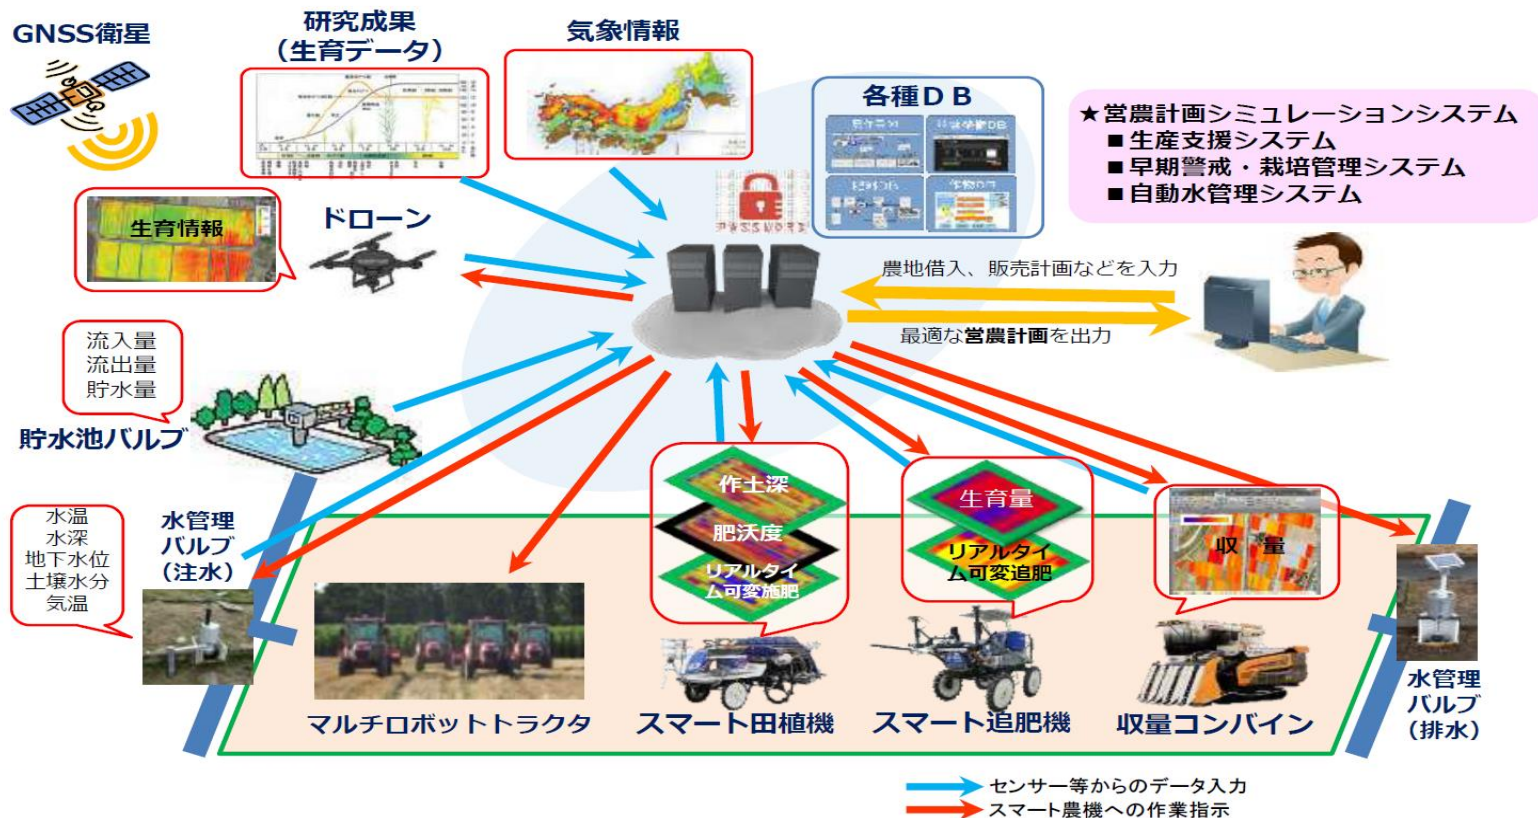 GNSS衛星
研究成果
（生育データ）
気象情報
各種ＤＢ
★営農計画シミュレーションシステム
■生産支援システム
■早期警戒・栽培管理システム
■自動水管理システム
生育情報
ドローン
農地借入、販売計画などを入力
最適な営農計画を出力
流入量
流出量
貯水量
貯水池バルブ
水温
水深
地下水位
土壌水分
気温
水管理
バルブ
（注水）
作土深
肥沃度
リアルタイ
ム可変施肥
生育量
リアルタイ
ム可変追肥
収　量
マルチロボットトラクタ
スマート田植機
スマート追肥機
収量コンバイン
水管理
バルブ
（排水）
センサー等からのデータ入力
スマート農機への作業指示